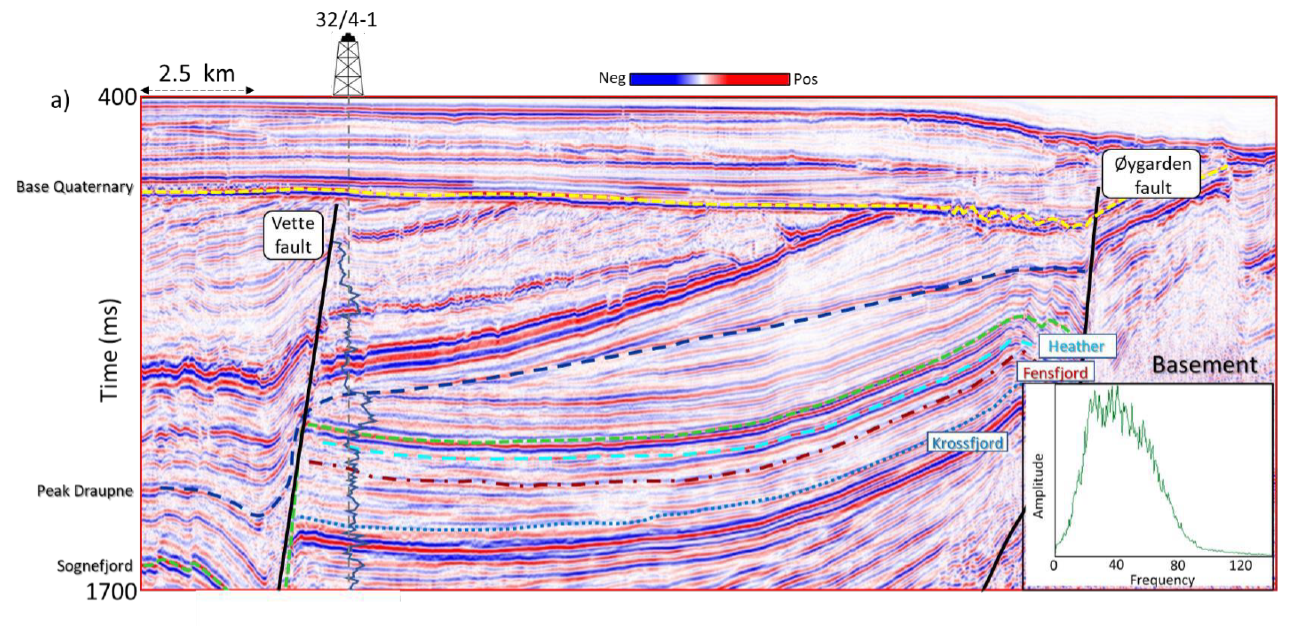 32/4-1
2.5 km
Neg
Pos
a)
400
Base Quaternary
Vette
fault
Øygarden
fault
Time (ms)
Heather
Basement
Fensfjord
Krossfjord
Peak Draupne
Sognefjord
1700
Amplitude
0
40
80
120
Frequency